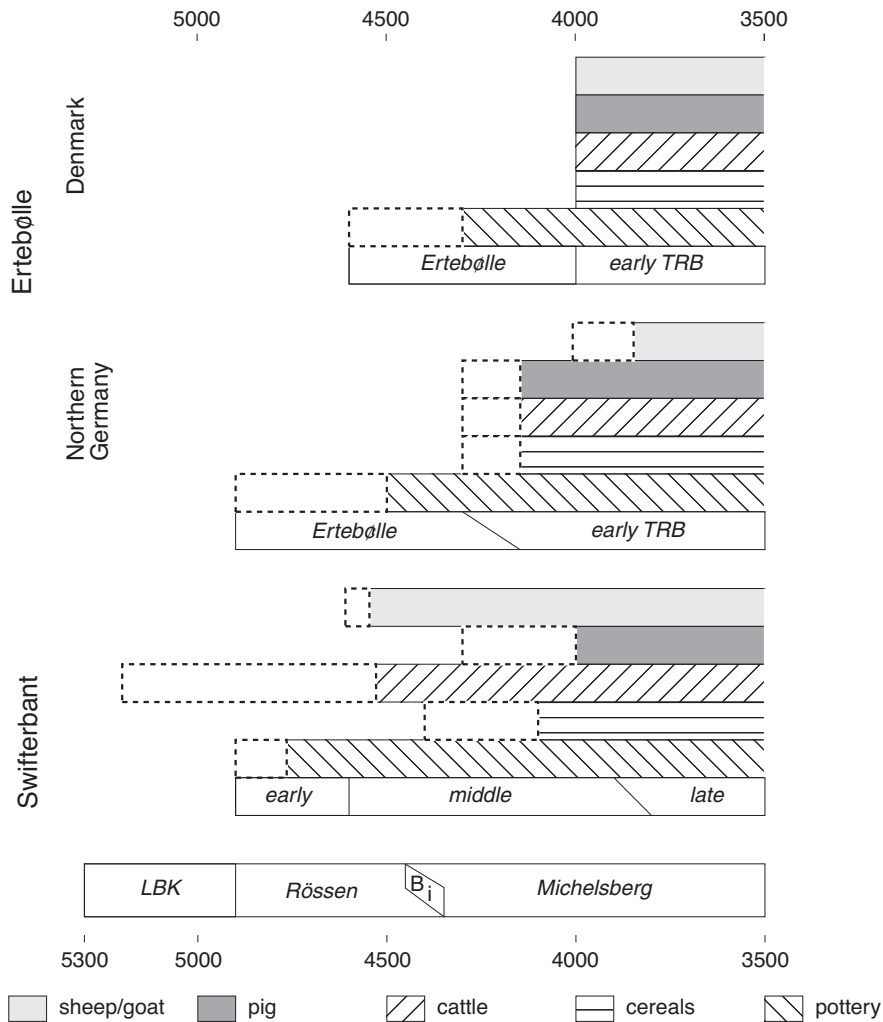 5000 4500 4000 3500
Ertebølle
Denmark
Ertebølle early TRB
Northern
Germany
Ertebølle early TRB
Swifterbant
early middle late
LBK Rössen Bi Michelsberg
5300 5000 4500 4000 3500
sheep/goat pig cattle cereals pottery